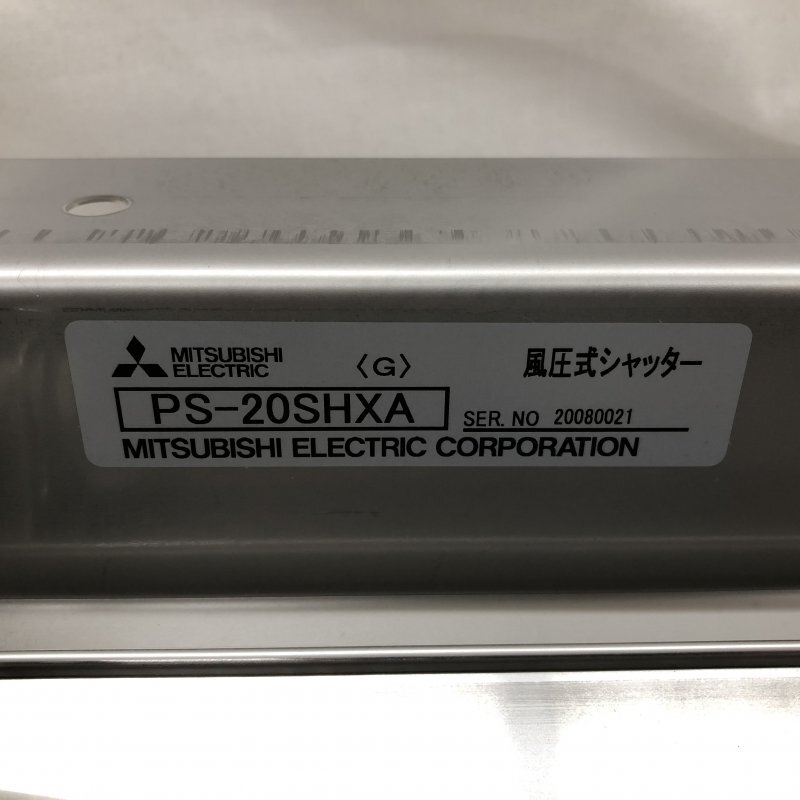 MITSUBISHI
ELECTRIC 〈G〉 風圧式シャッター
PS-20SHXA SER. NO 20080021
MITSUBISHI ELECTRIC CORPORATION